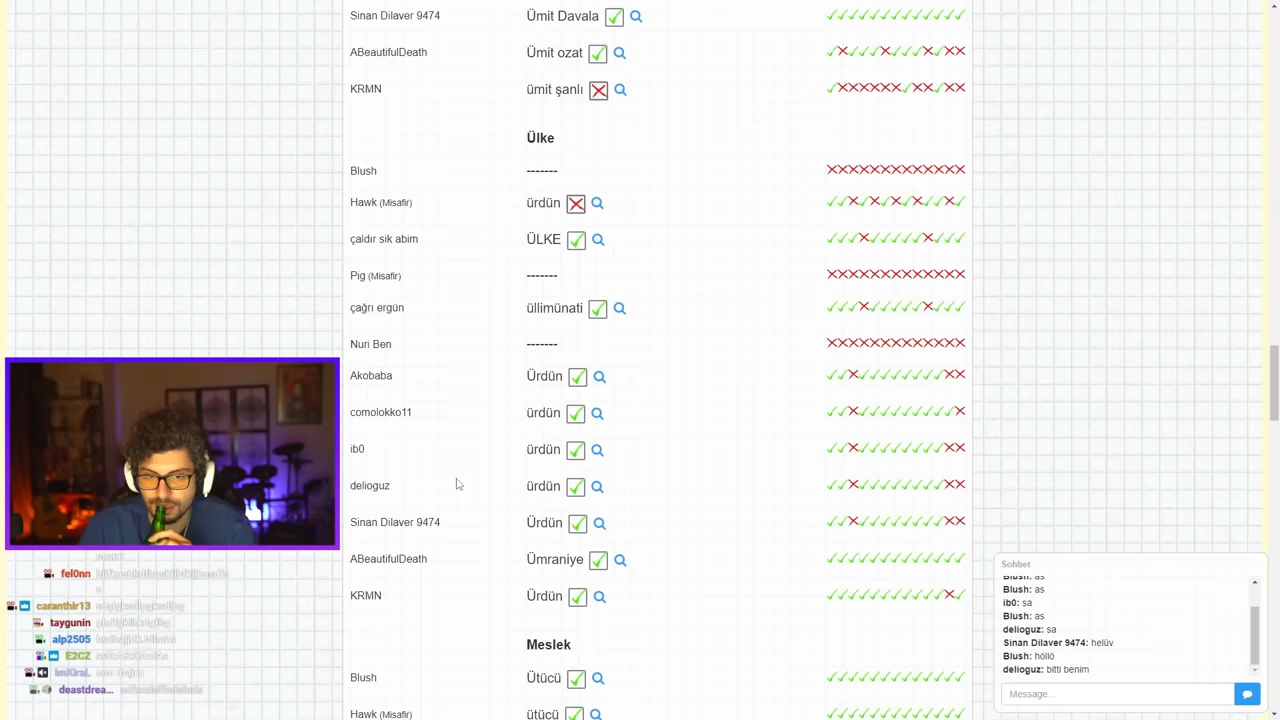 Sinan Dilaver 9474 Ümit Davala
ABeautifulDeath Ümit ozat
KRMN ümit şanlı
Ülke
Blush -------
Hawk (Misafir) ürdün
çaldır sik abim ÜLKE
Pig (Misafir) -------
çağrı ergün üllimünati
Nuri Ben -------
Akobaba Ürdün
comolokko11 ürdün
ib0 ürdün
delioguz ürdün
Sinan Dilaver 9474 Ürdün
ABeautifulDeath Ümraniye
KRMN Ürdün
Meslek
Blush Ütücü
Hawk (Misafir) ütücü
fel0nn
caranthir13
taygunin
alp2505
E2CZ
deastdrea...
Sohbet
Blush: as
Blush: as
ib0: sa
Blush: as
delioguz: sa
Sinan Dilaver 9474: helüv
Blush: höllö
delioguz: bitti benim
Message...